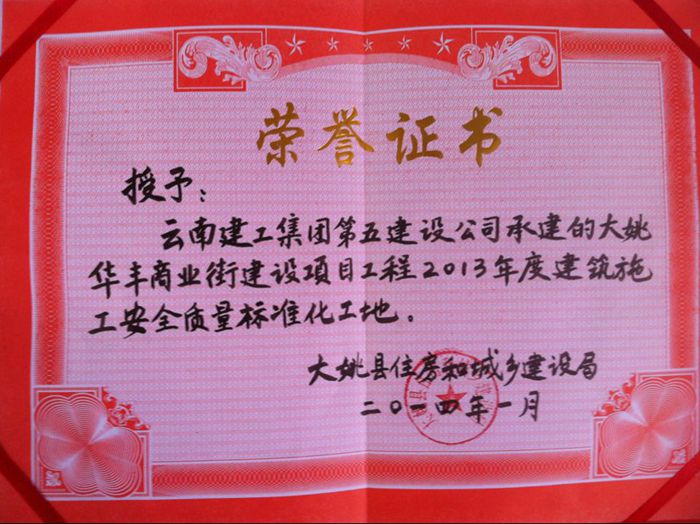 荣誉证书
授予：
云南建工集团第五建设公司承建的大姚
华丰商业街建设项目工程2013年度建筑施
工安全质量标准化工地。
大姚县住房和城乡建设局
二〇一四年一月